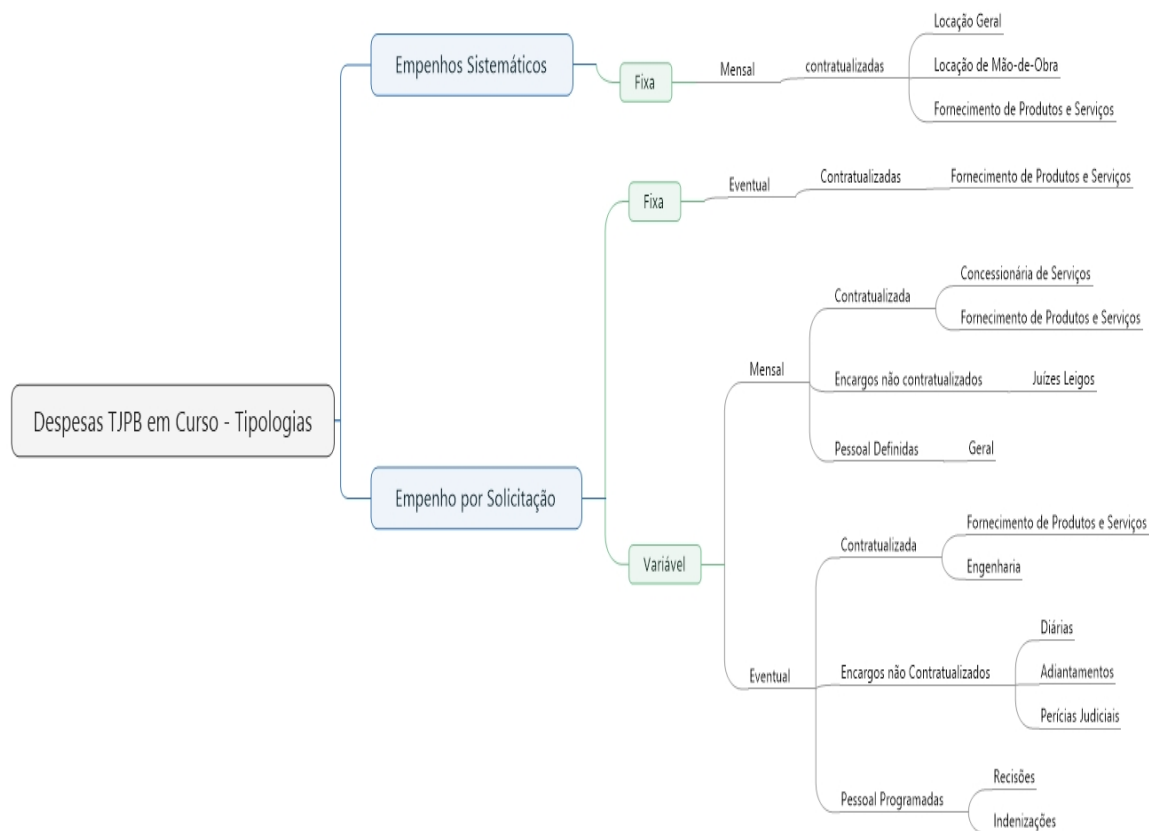 Despesas TJPB em Curso - Tipologias
Empenhos Sistemáticos
Fixa
Mensal
contratualizadas
Locação Geral
Locação de Mão-de-Obra
Fornecimento de Produtos e Serviços
Empenho por Solicitação
Fixa
Eventual
Contratualizadas
Fornecimento de Produtos e Serviços
Variável
Mensal
Contratualizada
Concessionária de Serviços
Fornecimento de Produtos e Serviços
Encargos não contratualizados
Juízes Leigos
Pessoal Definidas
Geral
Eventual
Contratualizada
Fornecimento de Produtos e Serviços
Engenharia
Encargos não Contratualizados
Diárias
Adiantamentos
Perícias Judiciais
Pessoal Programadas
Recisões
Indenizações